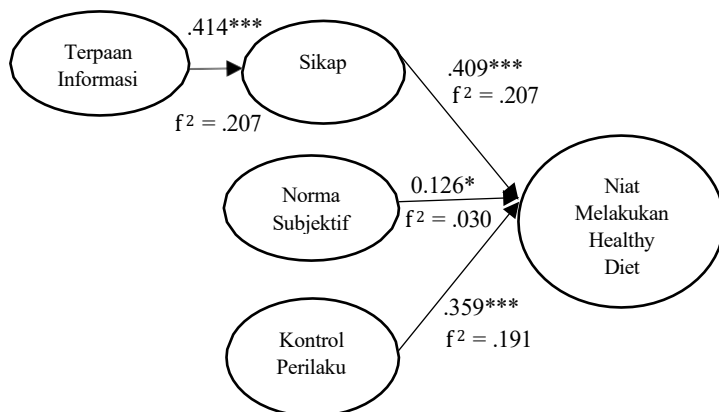 .414***
Terpaan
Informasi
f² = .207
Sikap
.409***
f² = .207
Norma
Subjektif
0.126*
f² = .030
Niat
Melakukan
Healthy
Diet
Kontrol
Perilaku
.359***
f² = .191